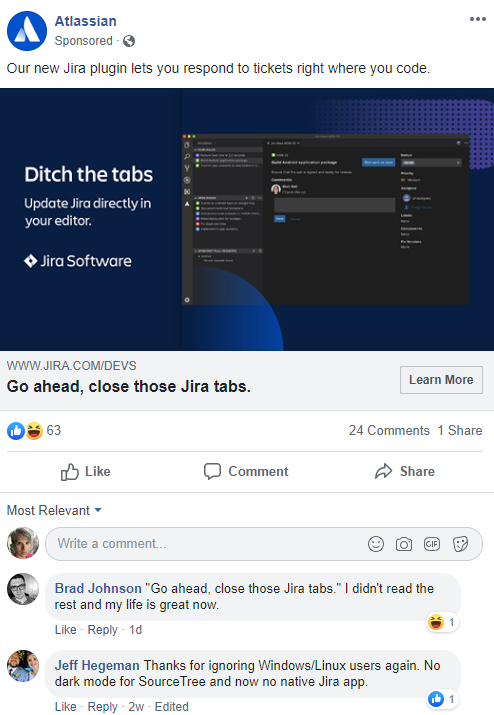 Atlassian
Sponsored ·
Our new Jira plugin lets you respond to tickets right where you code.
Ditch the tabs
Update Jira directly in
your editor.
Jira Software
Build Android application package
Comments
WWW.JIRA.COM/DEVS
Go ahead, close those Jira tabs.
Learn More
63
24 Comments 1 Share
Like Comment Share
Most Relevant
Write a comment...
GIF
Brad Johnson "Go ahead, close those Jira tabs." I didn't read the
rest and my life is great now.
1
Like · Reply · 1d
Jeff Hegeman Thanks for ignoring Windows/Linux users again. No
dark mode for SourceTree and now no native Jira app.
1
Like · Reply · 2w · Edited